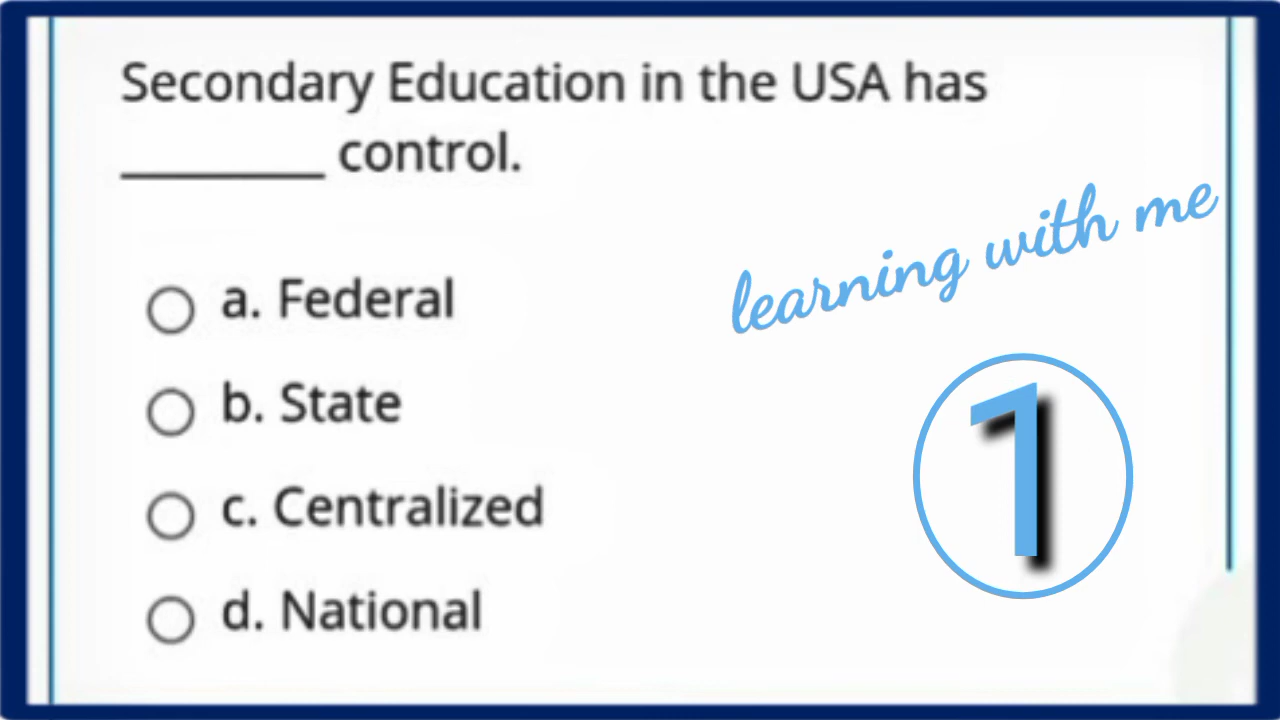 Secondary Education in the USA has
________ control.
a. Federal
b. State
c. Centralized
d. National
learning with me
1